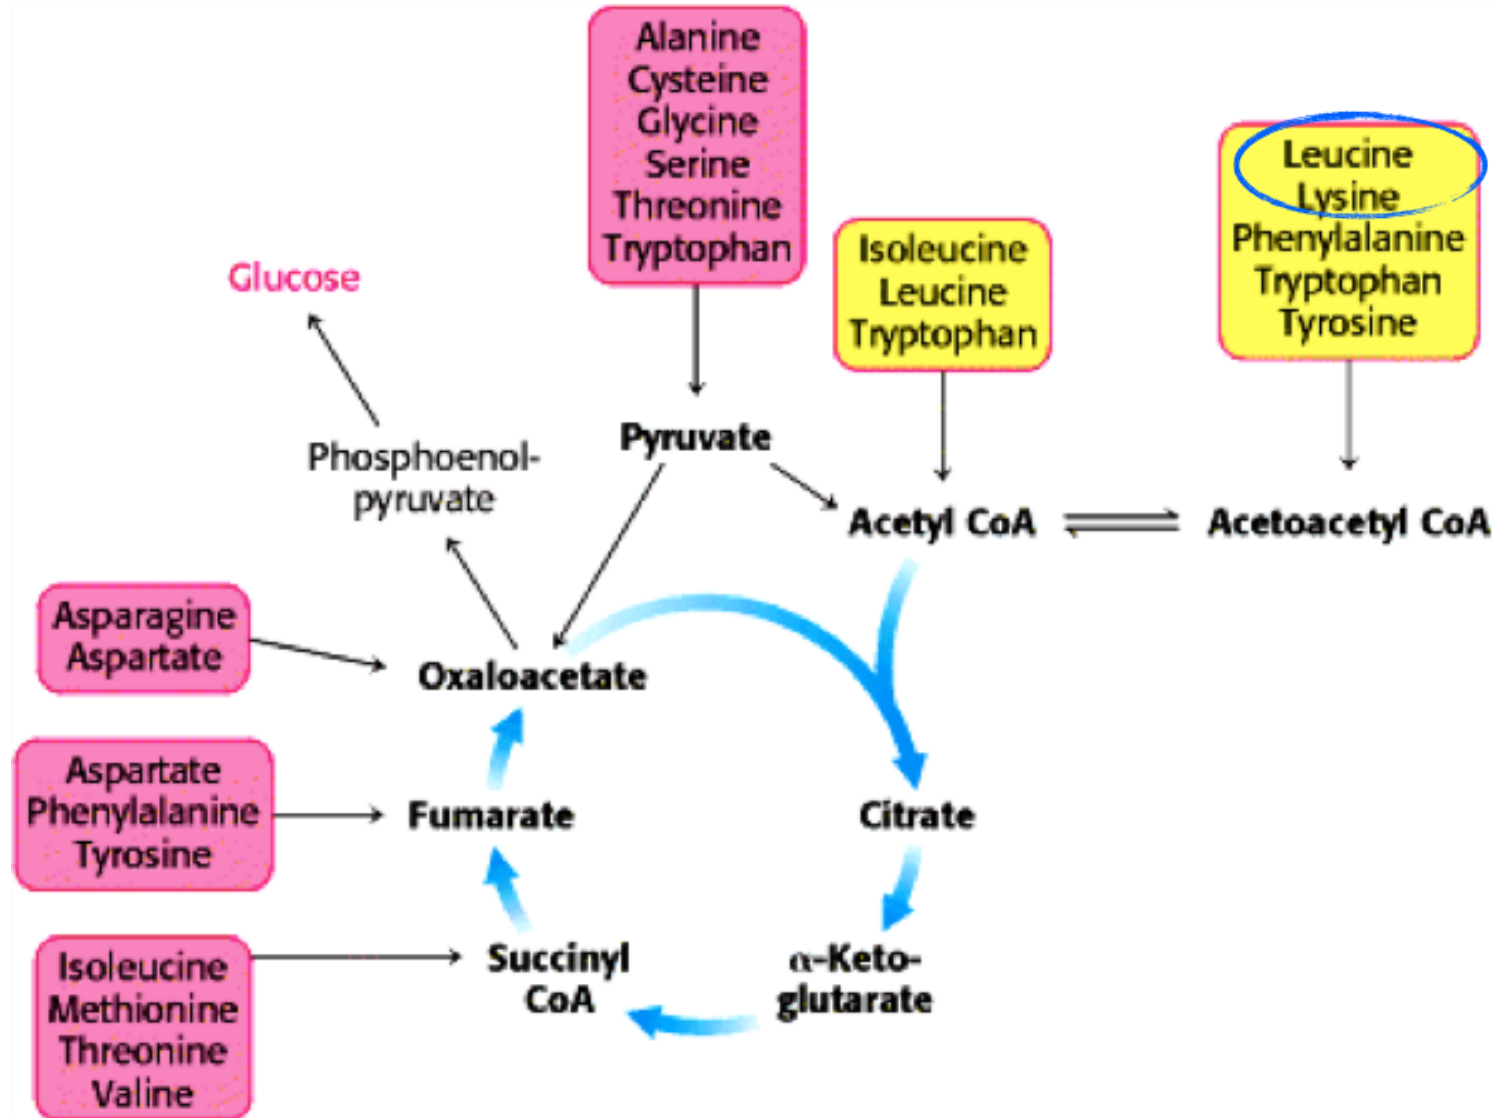 Alanine
Cysteine
Glycine
Serine
Threonine
Tryptophan
Leucine
Lysine
Phenylalanine
Tryptophan
Tyrosine
Isoleucine
Leucine
Tryptophan
Glucose
Phosphoenol-
pyruvate
Pyruvate
Acetyl CoA
Acetoacetyl CoA
Asparagine
Aspartate
Oxaloacetate
Aspartate
Phenylalanine
Tyrosine
Fumarate
Citrate
Isoleucine
Methionine
Threonine
Valine
Succinyl
CoA
α-Keto-
glutarate